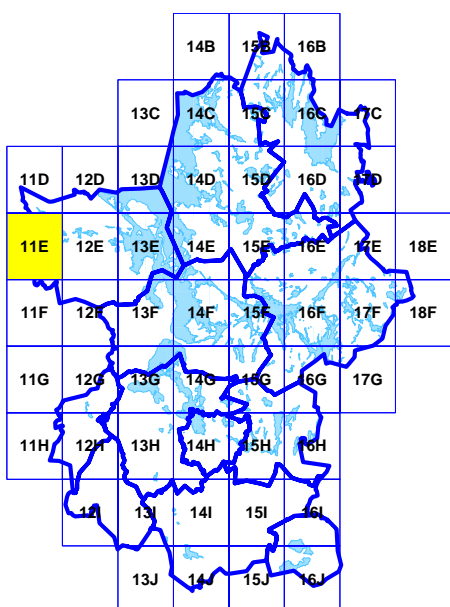 14B 15B 16B
13C 14C 15C 16C 17C
11D 12D 13D 14D 15D 16D 17D
11E 12E 13E 14E 15E 16E 17E 18E
11F 12F 13F 14F 15F 16F 17F 18F
11G 12G 13G 14G 15G 16G 17G
11H 12H 13H 14H 15H 16H
12I 13I 14I 15I 16I
13J 14J 15J 16J